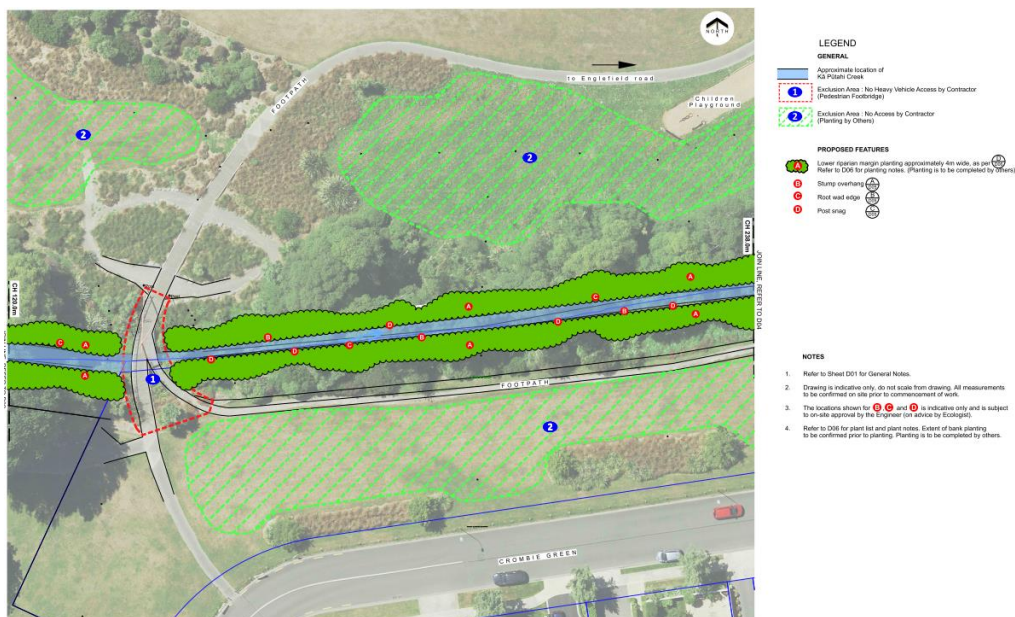 NORTH
FOOTPATH
to Englefield road
Children
Playground
2
2
CH 120.0m
CH 238.0m
JOIN LINE, REFER TO D04
A
C
A
D
B
C
A
A
B
D
A
D
B
D
C
B
A
D
A
1
FOOTPATH
2
CROMBIE GREEN
LEGEND
GENERAL
Approximate location of
Kā Pūtahi Creek
1
Exclusion Area : No Heavy Vehicle Access by Contractor
(Pedestrian Footbridge)
2
Exclusion Area : No Access by Contractor
(Planting by Others)
PROPOSED FEATURES
A
Lower riparian margin planting approximately 4m wide, as per
Refer to D06 for planting notes. (Planting is to be completed by others)
B Stump overhang A
C Root wad edge B
D Post snag C
NOTES
1. Refer to Sheet D01 for General Notes.
2. Drawing is indicative only, do not scale from drawing. All measurements
to be confirmed on site prior to commencement of work.
3. The locations shown for B, C and D is indicative only and is subject
to on-site approval by the Engineer (on advice by Ecologist).
4. Refer to D06 for plant list and plant notes. Extent of bank planting
to be confirmed prior to planting. Planting is to be completed by others.